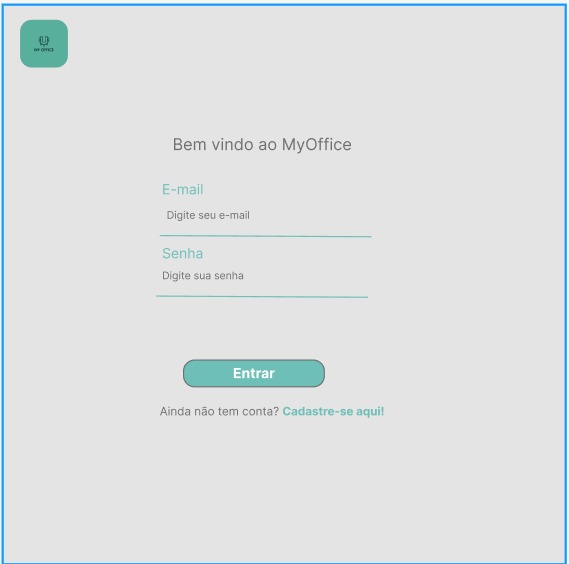 MY OFFICE
Bem vindo ao MyOffice
E-mail
Digite seu e-mail
Senha
Digite sua senha
Entrar
Ainda não tem conta? Cadastre-se aqui!